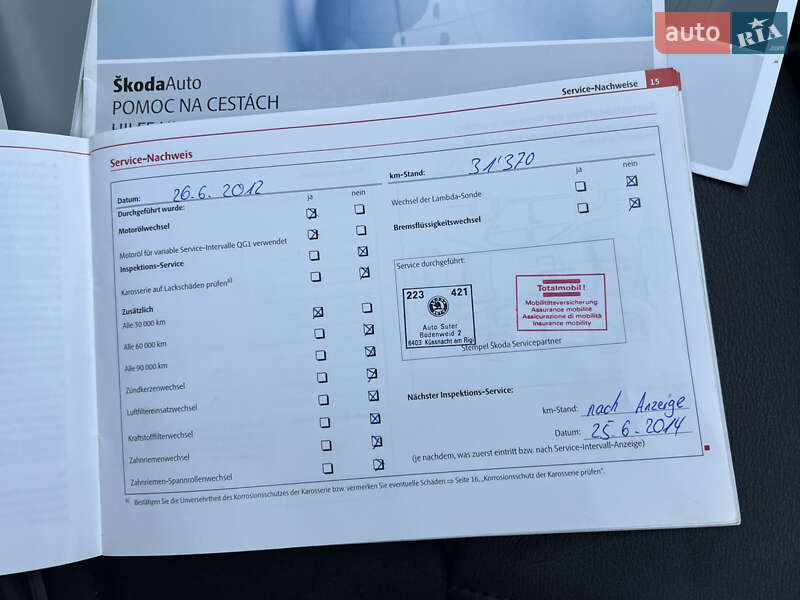 auto RIA
.com
ŠkodaAuto
POMOC NA CESTÁCH
Service-Nachweise 15
Service-Nachweis
Datum: 26.6.2012
ja nein
Durchgeführt wurde:
Motorölwechsel
Motoröl für variable Service-Intervalle QG1 verwendet
Inspektions-Service
Karosserie auf Lackschäden prüfen a)
Zusätzlich
Alle 30 000 km
Alle 60 000 km
Alle 90 000 km
Zündkerzenwechsel
Luftfiltereinsatzwechsel
Kraftstofffilterwechsel
Zahnriemenwechsel
Zahnriemen-Spannrollenwechsel
km-Stand: 31'370
ja nein
Wechsel der Lambda-Sonde
Bremsflüssigkeitswechsel
Service durchgeführt:
223 421
Auto Suter
Bodenweid 2
6403 Küssnacht am Rigi
Totalmobil!
Mobilitätsversicherung
Assurance mobilité
Assicurazione di mobilità
Insurance mobility
Stempel Škoda Servicepartner
Nächster Inspektions-Service:
km-Stand: nach Anzeige
Datum: 25.6.2014
(je nachdem, was zuerst eintritt bzw. nach Service-Intervall-Anzeige)
a) Bestätigen Sie die Unversehrtheit des Korrosionsschutzes der Karosserie bzw. vermerken Sie eventuelle Schäden ⇒ Seite 16, „Korrosionsschutz der Karosserie prüfen“.